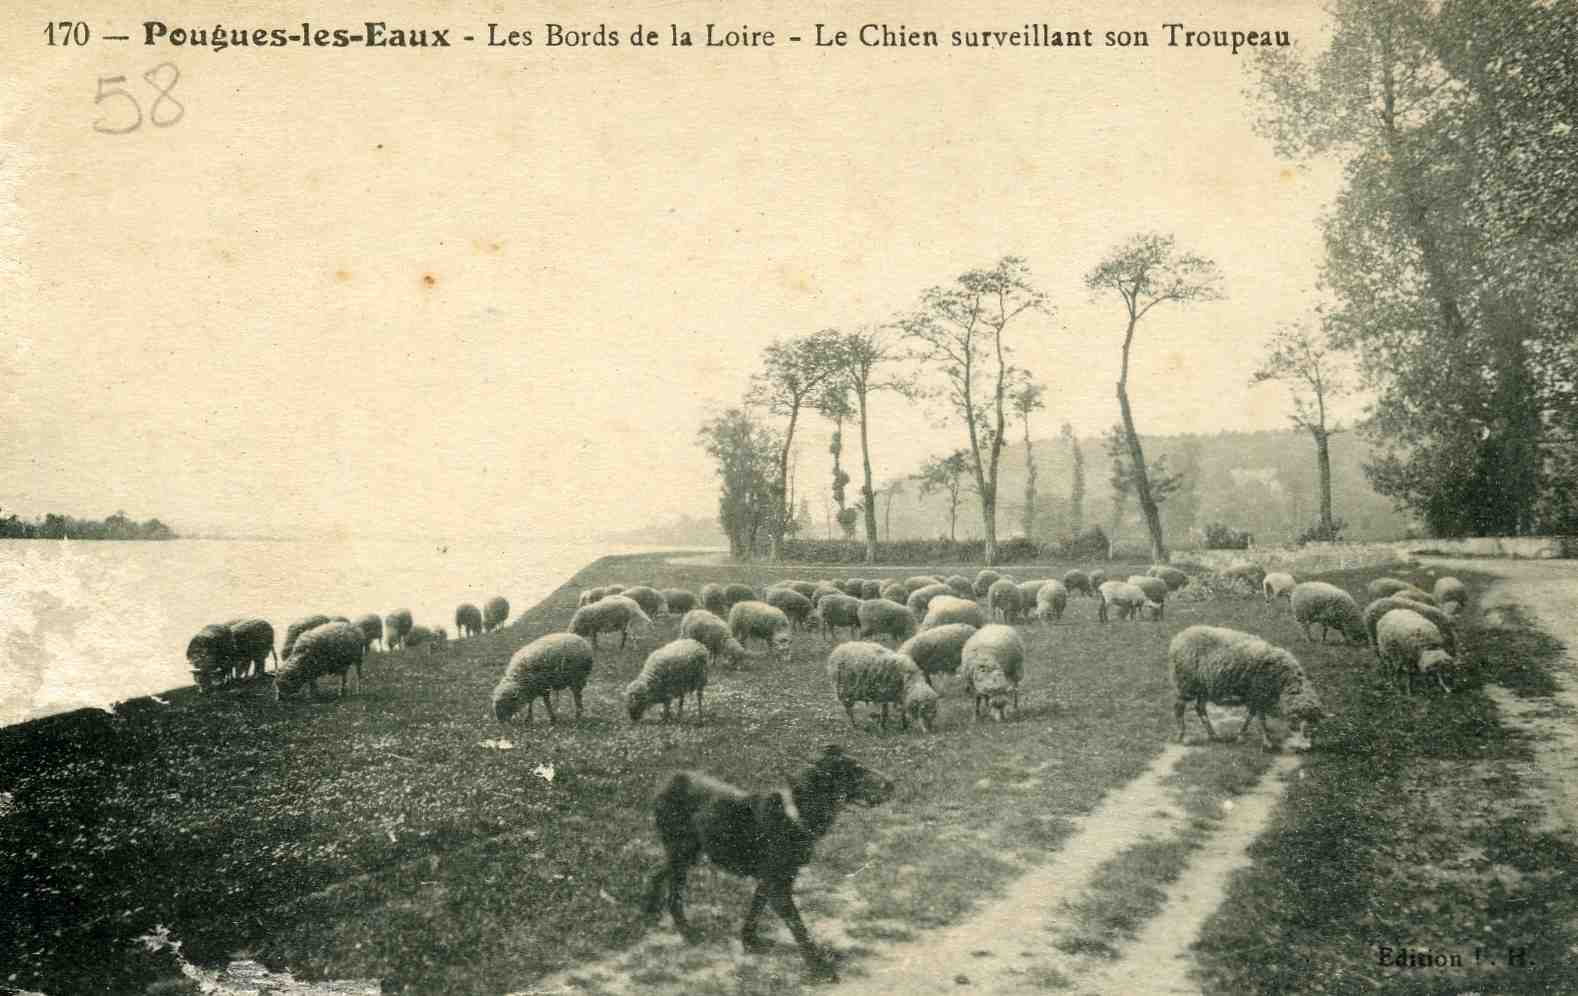 170 — Pougues-les-Eaux - Les Bords de la Loire - Le Chien surveillant son Troupeau
58
Edition H.